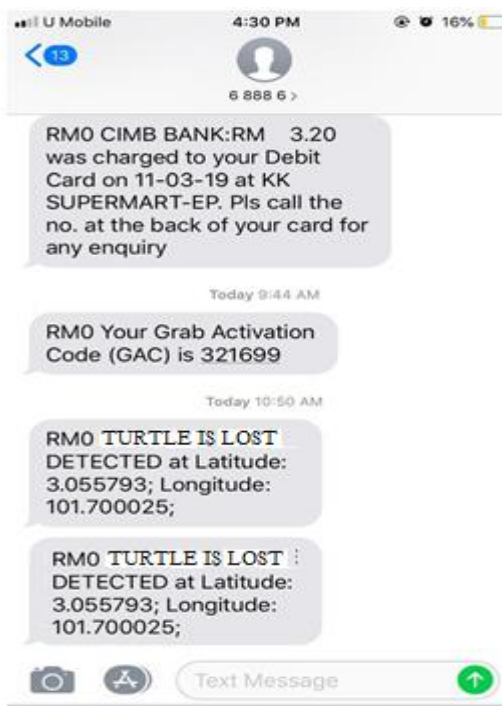 U Mobile 4:30 PM 16%
13
6 888 6 >
RM0 CIMB BANK:RM 3.20
was charged to your Debit
Card on 11-03-19 at KK
SUPERMART-EP. Pls call the
no. at the back of your card for
any enquiry
Today 9:44 AM
RM0 Your Grab Activation
Code (GAC) is 321699
Today 10:50 AM
RM0 TURTLE IS LOST
DETECTED at Latitude:
3.055793; Longitude:
101.700025;
RM0 TURTLE IS LOST :
DETECTED at Latitude:
3.055793; Longitude:
101.700025;
Text Message